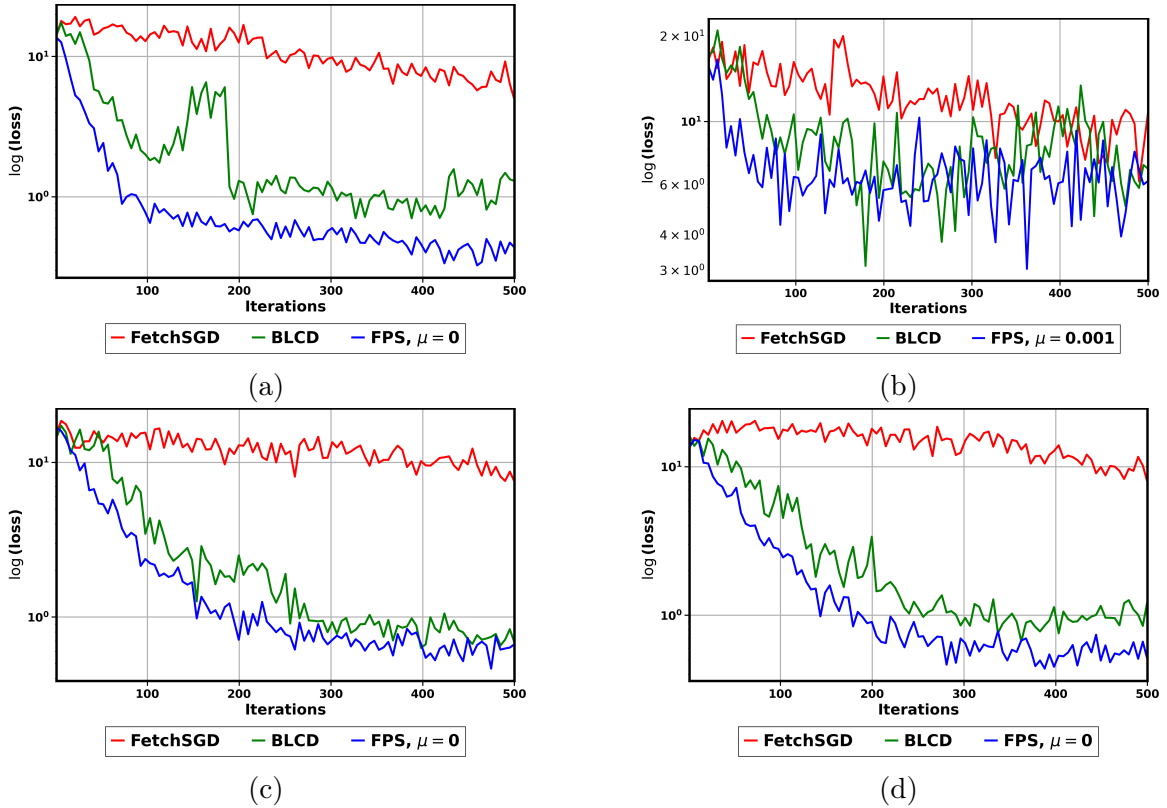 log(loss)
10¹
10⁰
100 200 300 400 500
Iterations
FetchSGD BLCD FPS, μ = 0
(a)
log(loss)
2 × 10¹
10¹
6 × 10⁰
4 × 10⁰
3 × 10⁰
100 200 300 400 500
Iterations
FetchSGD BLCD FPS, μ = 0.001
(b)
log(loss)
10¹
10⁰
100 200 300 400 500
Iterations
FetchSGD BLCD FPS, μ = 0
(c)
log(loss)
10¹
10⁰
100 200 300 400 500
Iterations
FetchSGD BLCD FPS, μ = 0
(d)